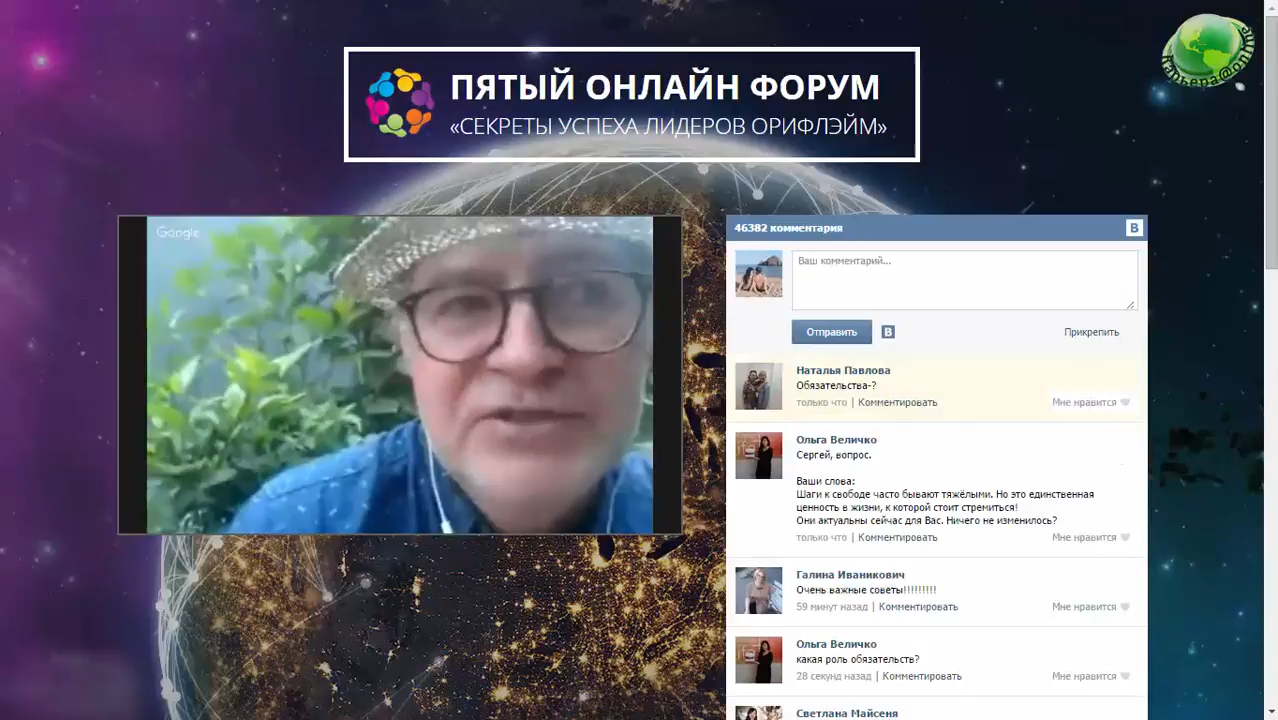 ПЯТЫЙ ОНЛАЙН ФОРУМ
«СЕКРЕТЫ УСПЕХА ЛИДЕРОВ ОРИФЛЭЙМ»
карьера@online
Google
46382 комментария
B
Ваш комментарий...
Отправить
B
Прикрепить
Наталья Павлова
Обязательства-?
только что | Комментировать
Мне нравится
Ольга Величко
Сергей, вопрос.
Ваши слова:
Шаги к свободе часто бывают тяжёлыми. Но это единственная
ценность в жизни, к которой стоит стремиться!
Они актуальны сейчас для Вас. Ничего не изменилось?
только что | Комментировать
Мне нравится
Галина Иваникович
Очень важные советы!!!!!!!!!
59 минут назад | Комментировать
Мне нравится
Ольга Величко
какая роль обязательств?
28 секунд назад | Комментировать
Мне нравится
Светлана Майсеня